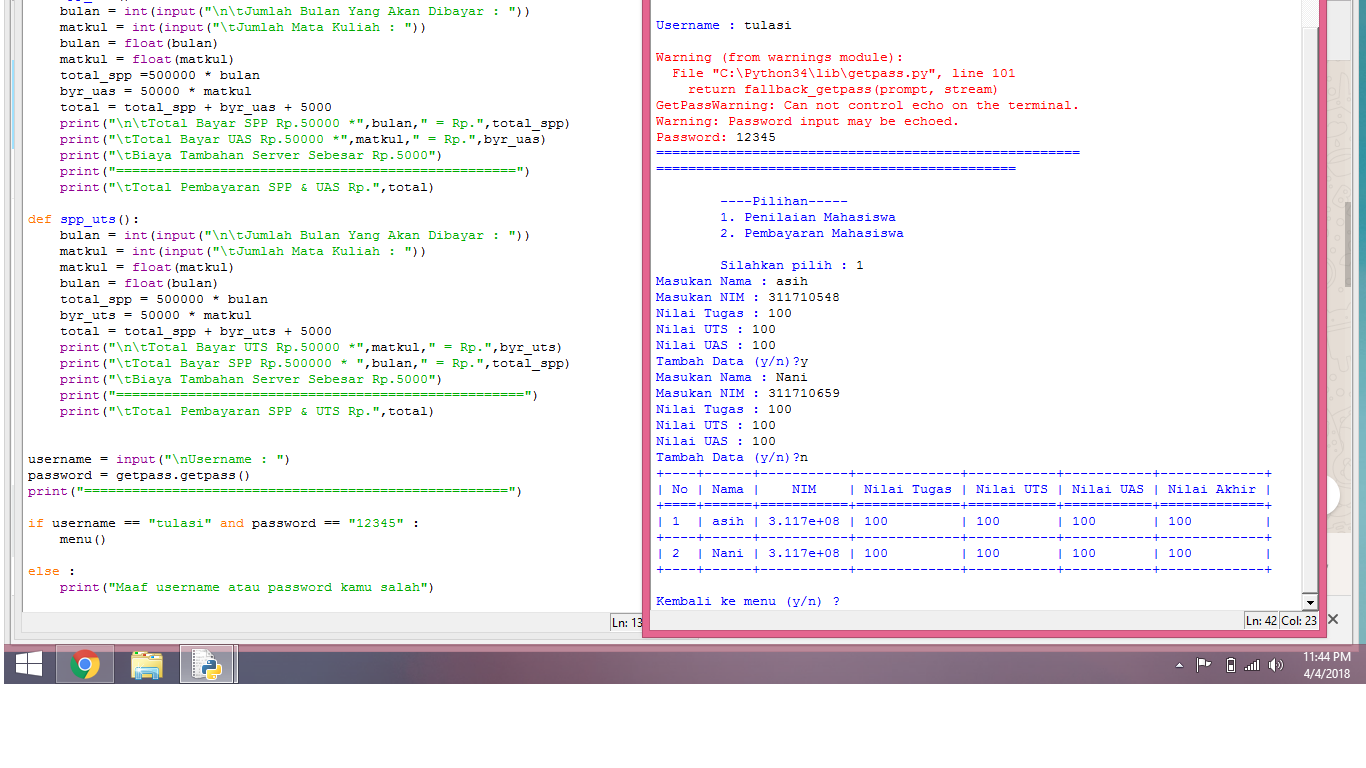 bulan = int(input("\n\tJumlah Bulan Yang Akan Dibayar : "))
matkul = int(input("\tJumlah Mata Kuliah : "))
bulan = float(bulan)
matkul = float(matkul)
total_spp =500000 * bulan
byr_uas = 50000 * matkul
total = total_spp + byr_uas + 5000
print("\n\tTotal Bayar SPP Rp.50000 *",bulan," = Rp.",total_spp)
print("\tTotal Bayar UAS Rp.50000 *",matkul," = Rp.",byr_uas)
print("\tBiaya Tambahan Server Sebesar Rp.5000")
print("==================================================")
print("\tTotal Pembayaran SPP & UAS Rp.",total)
def spp_uts():
bulan = int(input("\n\tJumlah Bulan Yang Akan Dibayar : "))
matkul = int(input("\tJumlah Mata Kuliah : "))
matkul = float(matkul)
bulan = float(bulan)
total_spp = 500000 * bulan
byr_uts = 50000 * matkul
total = total_spp + byr_uts + 5000
print("\n\tTotal Bayar UTS Rp.50000 *",matkul," = Rp.",byr_uts)
print("\tTotal Bayar SPP Rp.500000 * ",bulan," = Rp.",total_spp)
print("\tBiaya Tambahan Server Sebesar Rp.5000")
print("===================================================")
print("\tTotal Pembayaran SPP & UTS Rp.",total)
username = input("\nUsername : ")
password = getpass.getpass()
print("=====================================================")
if username == "tulasi" and password == "12345" :
menu()
else :
print("Maaf username atau password kamu salah")
Ln: 13
Username : tulasi
Warning (from warnings module):
File "C:\Python34\lib\getpass.py", line 101
return fallback_getpass(prompt, stream)
GetPassWarning: Can not control echo on the terminal.
Warning: Password input may be echoed.
Password: 12345
=====================================================
=============================================
----Pilihan-----
1. Penilaian Mahasiswa
2. Pembayaran Mahasiswa
Silahkan pilih : 1
Masukan Nama : asih
Masukan NIM : 311710548
Nilai Tugas : 100
Nilai UTS : 100
Nilai UAS : 100
Tambah Data (y/n)?y
Masukan Nama : Nani
Masukan NIM : 311710659
Nilai Tugas : 100
Nilai UTS : 100
Nilai UAS : 100
Tambah Data (y/n)?n
+----+------+-----------+-------------+-----------+-----------+-------------+
| No | Nama |    NIM    | Nilai Tugas | Nilai UTS | Nilai UAS | Nilai Akhir |
+====+======+===========+=============+===========+===========+=============+
| 1  | asih | 3.117e+08 | 100         | 100       | 100       | 100         |
+----+------+-----------+-------------+-----------+-----------+-------------+
| 2  | Nani | 3.117e+08 | 100         | 100       | 100       | 100         |
+----+------+-----------+-------------+-----------+-----------+-------------+
Kembali ke menu (y/n) ?
Ln: 42 Col: 23
11:44 PM
4/4/2018